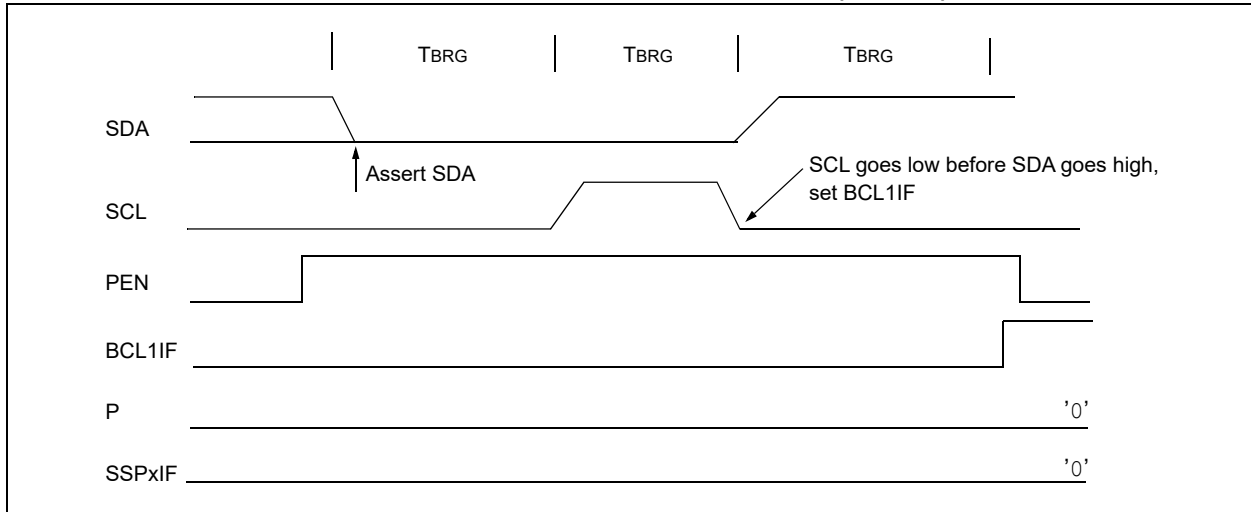 TBRG TBRG TBRG
SDA
Assert SDA
SCL goes low before SDA goes high,
set BCL1IF
SCL
PEN
BCL1IF
P '0'
SSPxIF '0'